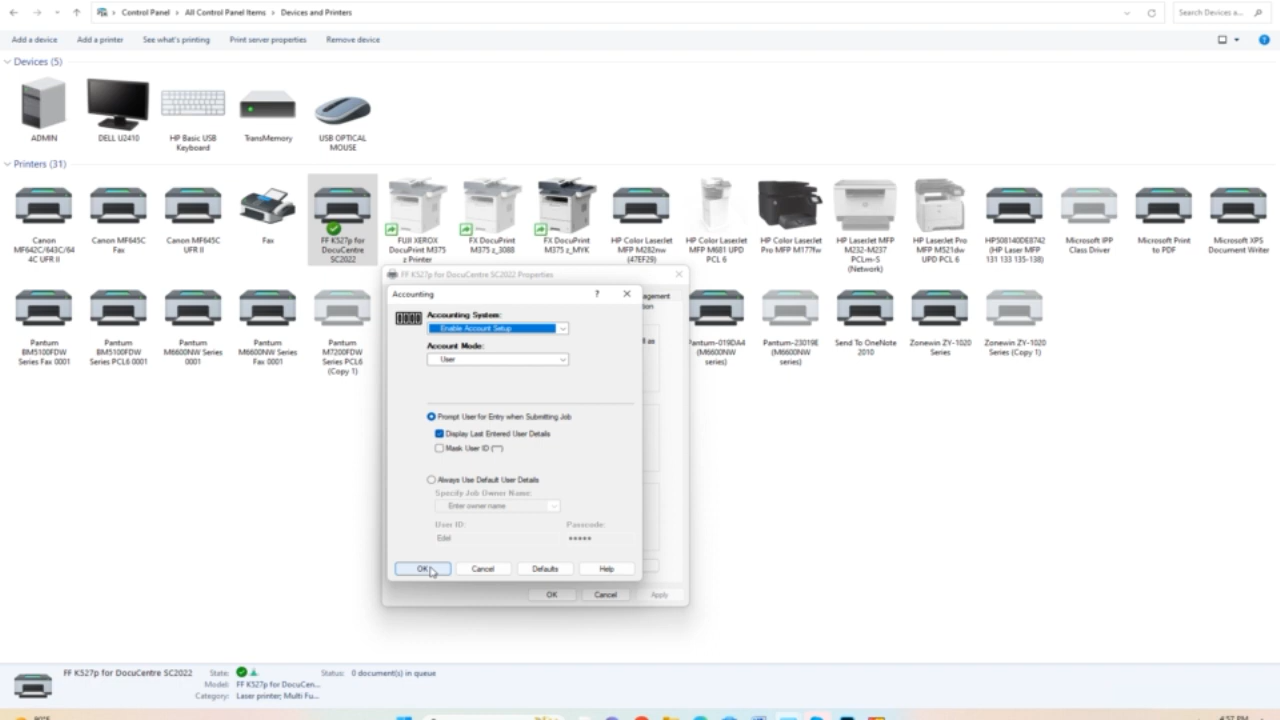 Control Panel > All Control Panel Items > Devices and Printers
Search Devices a...
Add a device
Add a printer
See what's printing
Print server properties
Remove device
Devices (5)
ADMIN
DELL U2410
HP Basic USB
Keyboard
TransMemory
USB OPTICAL
MOUSE
Printers (31)
Canon
MF642C/643C/64
4C UFR II
Canon MF645C
Fax
Canon MF645C
UFR II
Fax
FF K527p for
DocuCentre
SC2022
FUJI XEROX
DocuPrint M375
z Printer
FX DocuPrint
M375 z_3088
FX DocuPrint
M375 z_MYK
HP Color LaserJet
MFP M282nw
(47EF29)
HP Color LaserJet
MFP M681 UPD
PCL 6
HP Color LaserJet
Pro MFP M177fw
HP LaserJet MFP
M232-M237
PCLm-S
(Network)
HP LaserJet Pro
MFP M521dw
UPD PCL 6
HP508140DE8742
(HP Laser MFP
131 133 135-138)
Microsoft IPP
Class Driver
Microsoft Print
to PDF
Microsoft XPS
Document Writer
Pantum
BM5100FDW
Series Fax 0001
Pantum
BM5100FDW
Series PCL6 0001
Pantum
M6600NW Series
0001
Pantum
M6600NW Series
Fax 0001
Pantum
M7200FDW
Series PCL6
(Copy 1)
Pantum-019DA4
(M6600NW
series)
Pantum-23019E
(M6600NW
series)
Send To OneNote
2010
Zonewin ZY-1020
Series
Zonewin ZY-1020
Series (Copy 1)
FF K527p for DocuCentre SC2022 Properties
Accounting
?
Accounting System:
Enable Account Setup
Account Mode:
User
Prompt User for Entry when Submitting Job
Display Last Entered User Details
Mask User ID (***)
Always Use Default User Details
Specify Job Owner Name:
Enter owner name
User ID:
Passcode:
Edel
*****
OK
Cancel
Defaults
Help
OK
Cancel
Apply
FF K527p for DocuCentre SC2022
State:
Status: 0 document(s) in queue
Model: FF K527p for DocuCen...
Category: Laser printer; Multi Fu...
4:57 PM